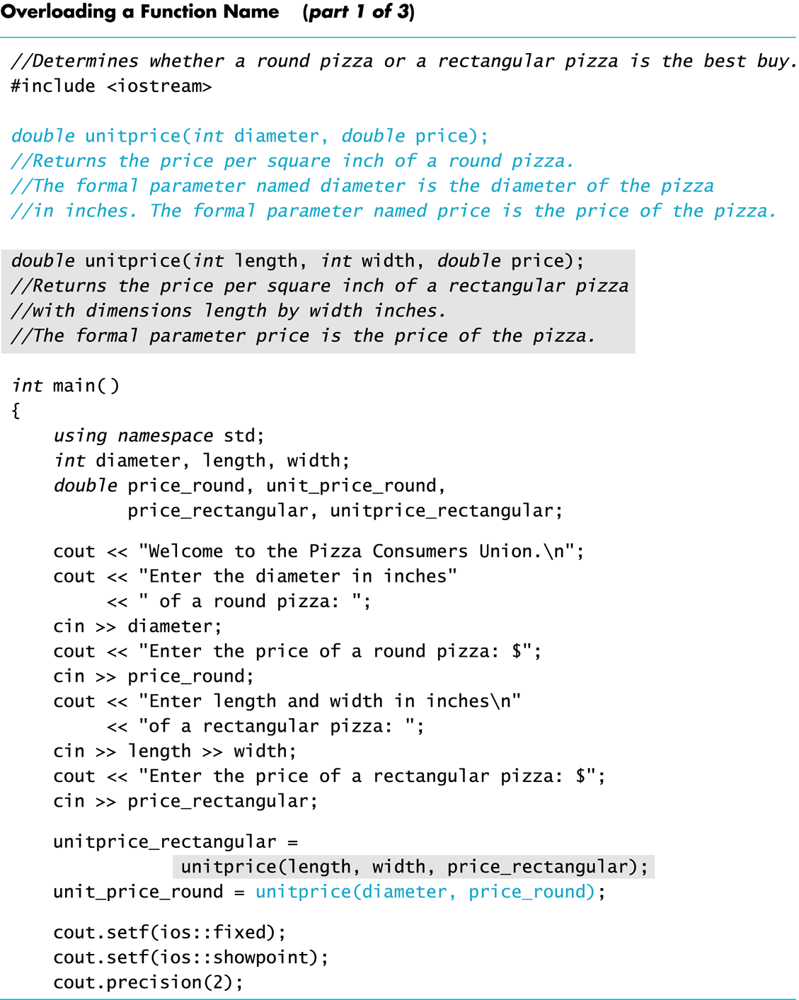 Overloading a Function Name (part 1 of 3)
//Determines whether a round pizza or a rectangular pizza is the best buy.
#include <iostream>
double unitprice(int diameter, double price);
//Returns the price per square inch of a round pizza.
//The formal parameter named diameter is the diameter of the pizza
//in inches. The formal parameter named price is the price of the pizza.
double unitprice(int length, int width, double price);
//Returns the price per square inch of a rectangular pizza
//with dimensions length by width inches.
//The formal parameter price is the price of the pizza.
int main( )
{
    using namespace std;
    int diameter, length, width;
    double price_round, unit_price_round,
           price_rectangular, unitprice_rectangular;
    cout << "Welcome to the Pizza Consumers Union.\n";
    cout << "Enter the diameter in inches"
         << " of a round pizza: ";
    cin >> diameter;
    cout << "Enter the price of a round pizza: $";
    cin >> price_round;
    cout << "Enter length and width in inches\n"
         << "of a rectangular pizza: ";
    cin >> length >> width;
    cout << "Enter the price of a rectangular pizza: $";
    cin >> price_rectangular;
    unitprice_rectangular =
                unitprice(length, width, price_rectangular);
    unit_price_round = unitprice(diameter, price_round);
    cout.setf(ios::fixed);
    cout.setf(ios::showpoint);
    cout.precision(2);